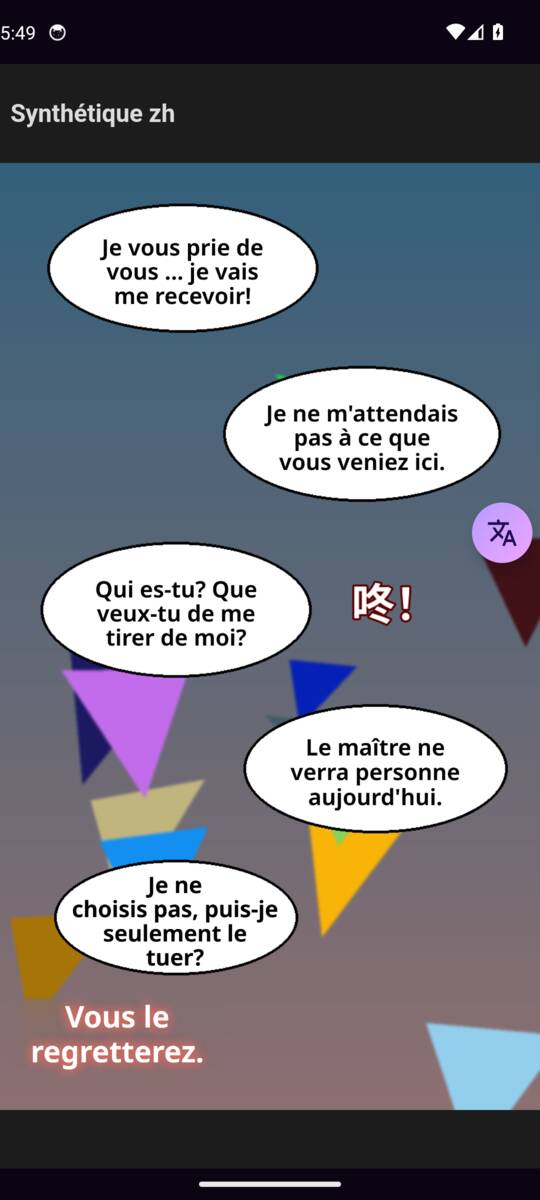 5:49
Synthétique zh
Je vous prie de
vous ... je vais
me recevoir!
Je ne m'attendais
pas à ce que
vous veniez ici.
Qui es-tu? Que
veux-tu de me
tirer de moi?
咚!
Le maître ne
verra personne
aujourd'hui.
Je ne
choisis pas, puis-je
seulement le
tuer?
Vous le
regretterez.